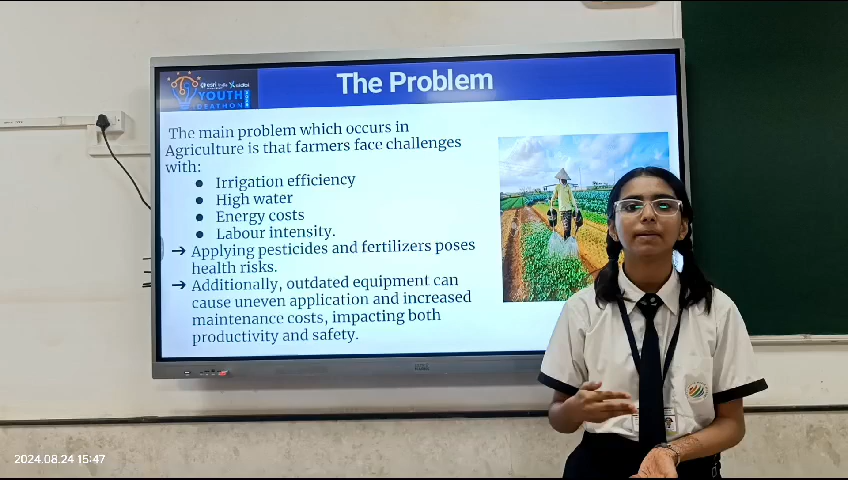 The Problem
YOUTH
IDEATHON
The main problem which occurs in
Agriculture is that farmers face challenges
with:
● Irrigation efficiency
● High water
● Energy costs
● Labour intensity.
➔ Applying pesticides and fertilizers poses
health risks.
➔ Additionally, outdated equipment can
cause uneven application and increased
maintenance costs, impacting both
productivity and safety.
2024.08.24 15:47